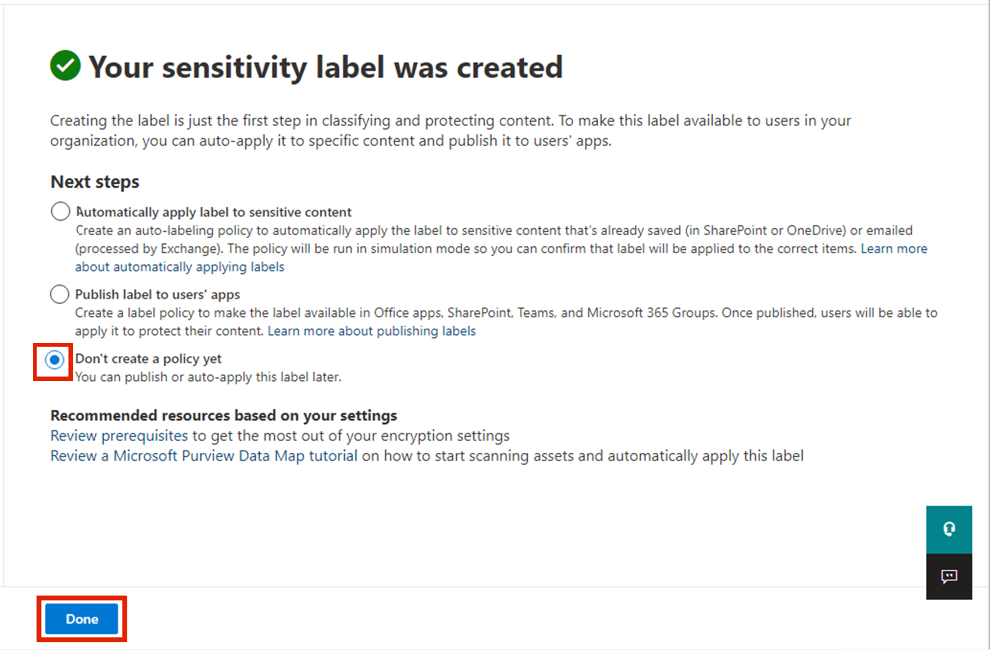 Your sensitivity label was created
Creating the label is just the first step in classifying and protecting content. To make this label available to users in your
organization, you can auto-apply it to specific content and publish it to users' apps.
Next steps
Automatically apply label to sensitive content
Create an auto-labeling policy to automatically apply the label to sensitive content that's already saved (in SharePoint or OneDrive) or emailed
(processed by Exchange). The policy will be run in simulation mode so you can confirm that label will be applied to the correct items. Learn more
about automatically applying labels
Publish label to users' apps
Create a label policy to make the label available in Office apps, SharePoint, Teams, and Microsoft 365 Groups. Once published, users will be able to
apply it to protect their content. Learn more about publishing labels
Don't create a policy yet
You can publish or auto-apply this label later.
Recommended resources based on your settings
Review prerequisites to get the most out of your encryption settings
Review a Microsoft Purview Data Map tutorial on how to start scanning assets and automatically apply this label
Done